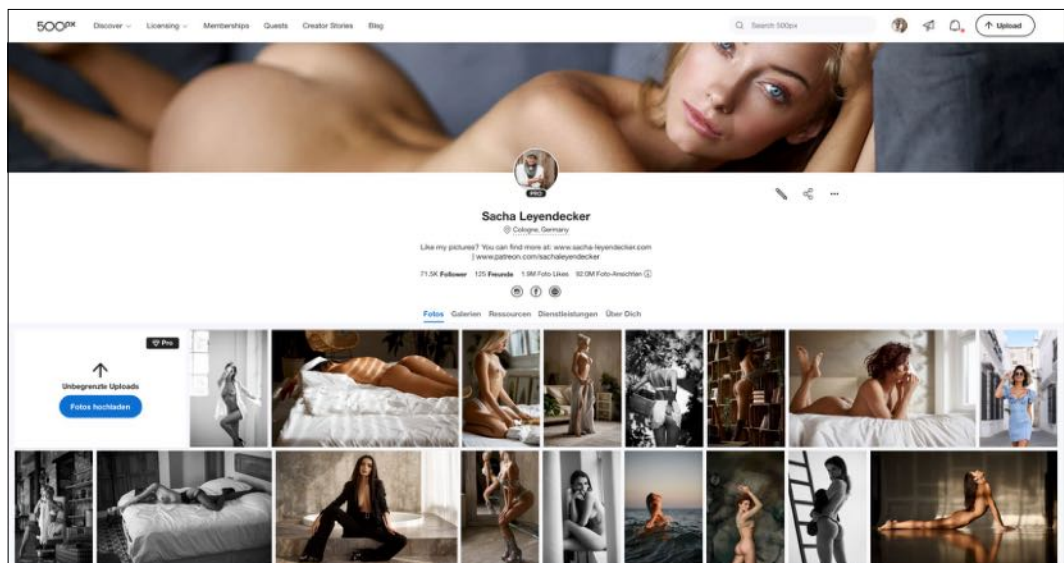 500px Discover Licensing Memberships Quests Creator Stories Blog Search 500px Upload
PRO
Sacha Leyendecker
Cologne, Germany
Like my pictures? You can find more at: www.sacha-leyendecker.com
| www.patreon.com/sachaleyendecker
71.5K Follower 125 Freunde 1.9M Foto Likes 92.0M Foto-Ansichten
Fotos Galerien Ressourcen Dienstleistungen Über Dich
Pro
Unbegrenzte Uploads
Fotos hochladen